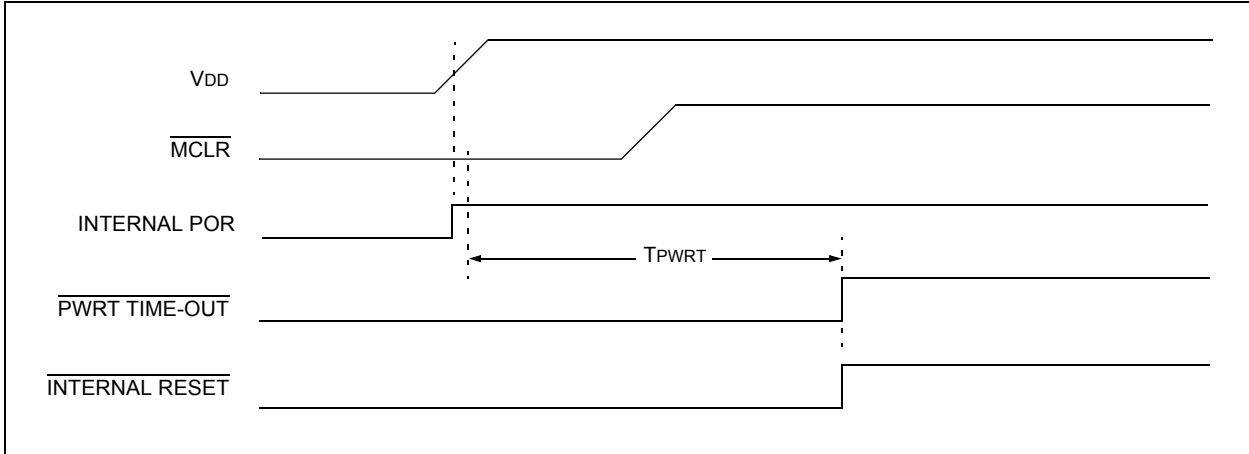 VDD
MCLR
INTERNAL POR
TPWRT
PWRT TIME-OUT
INTERNAL RESET